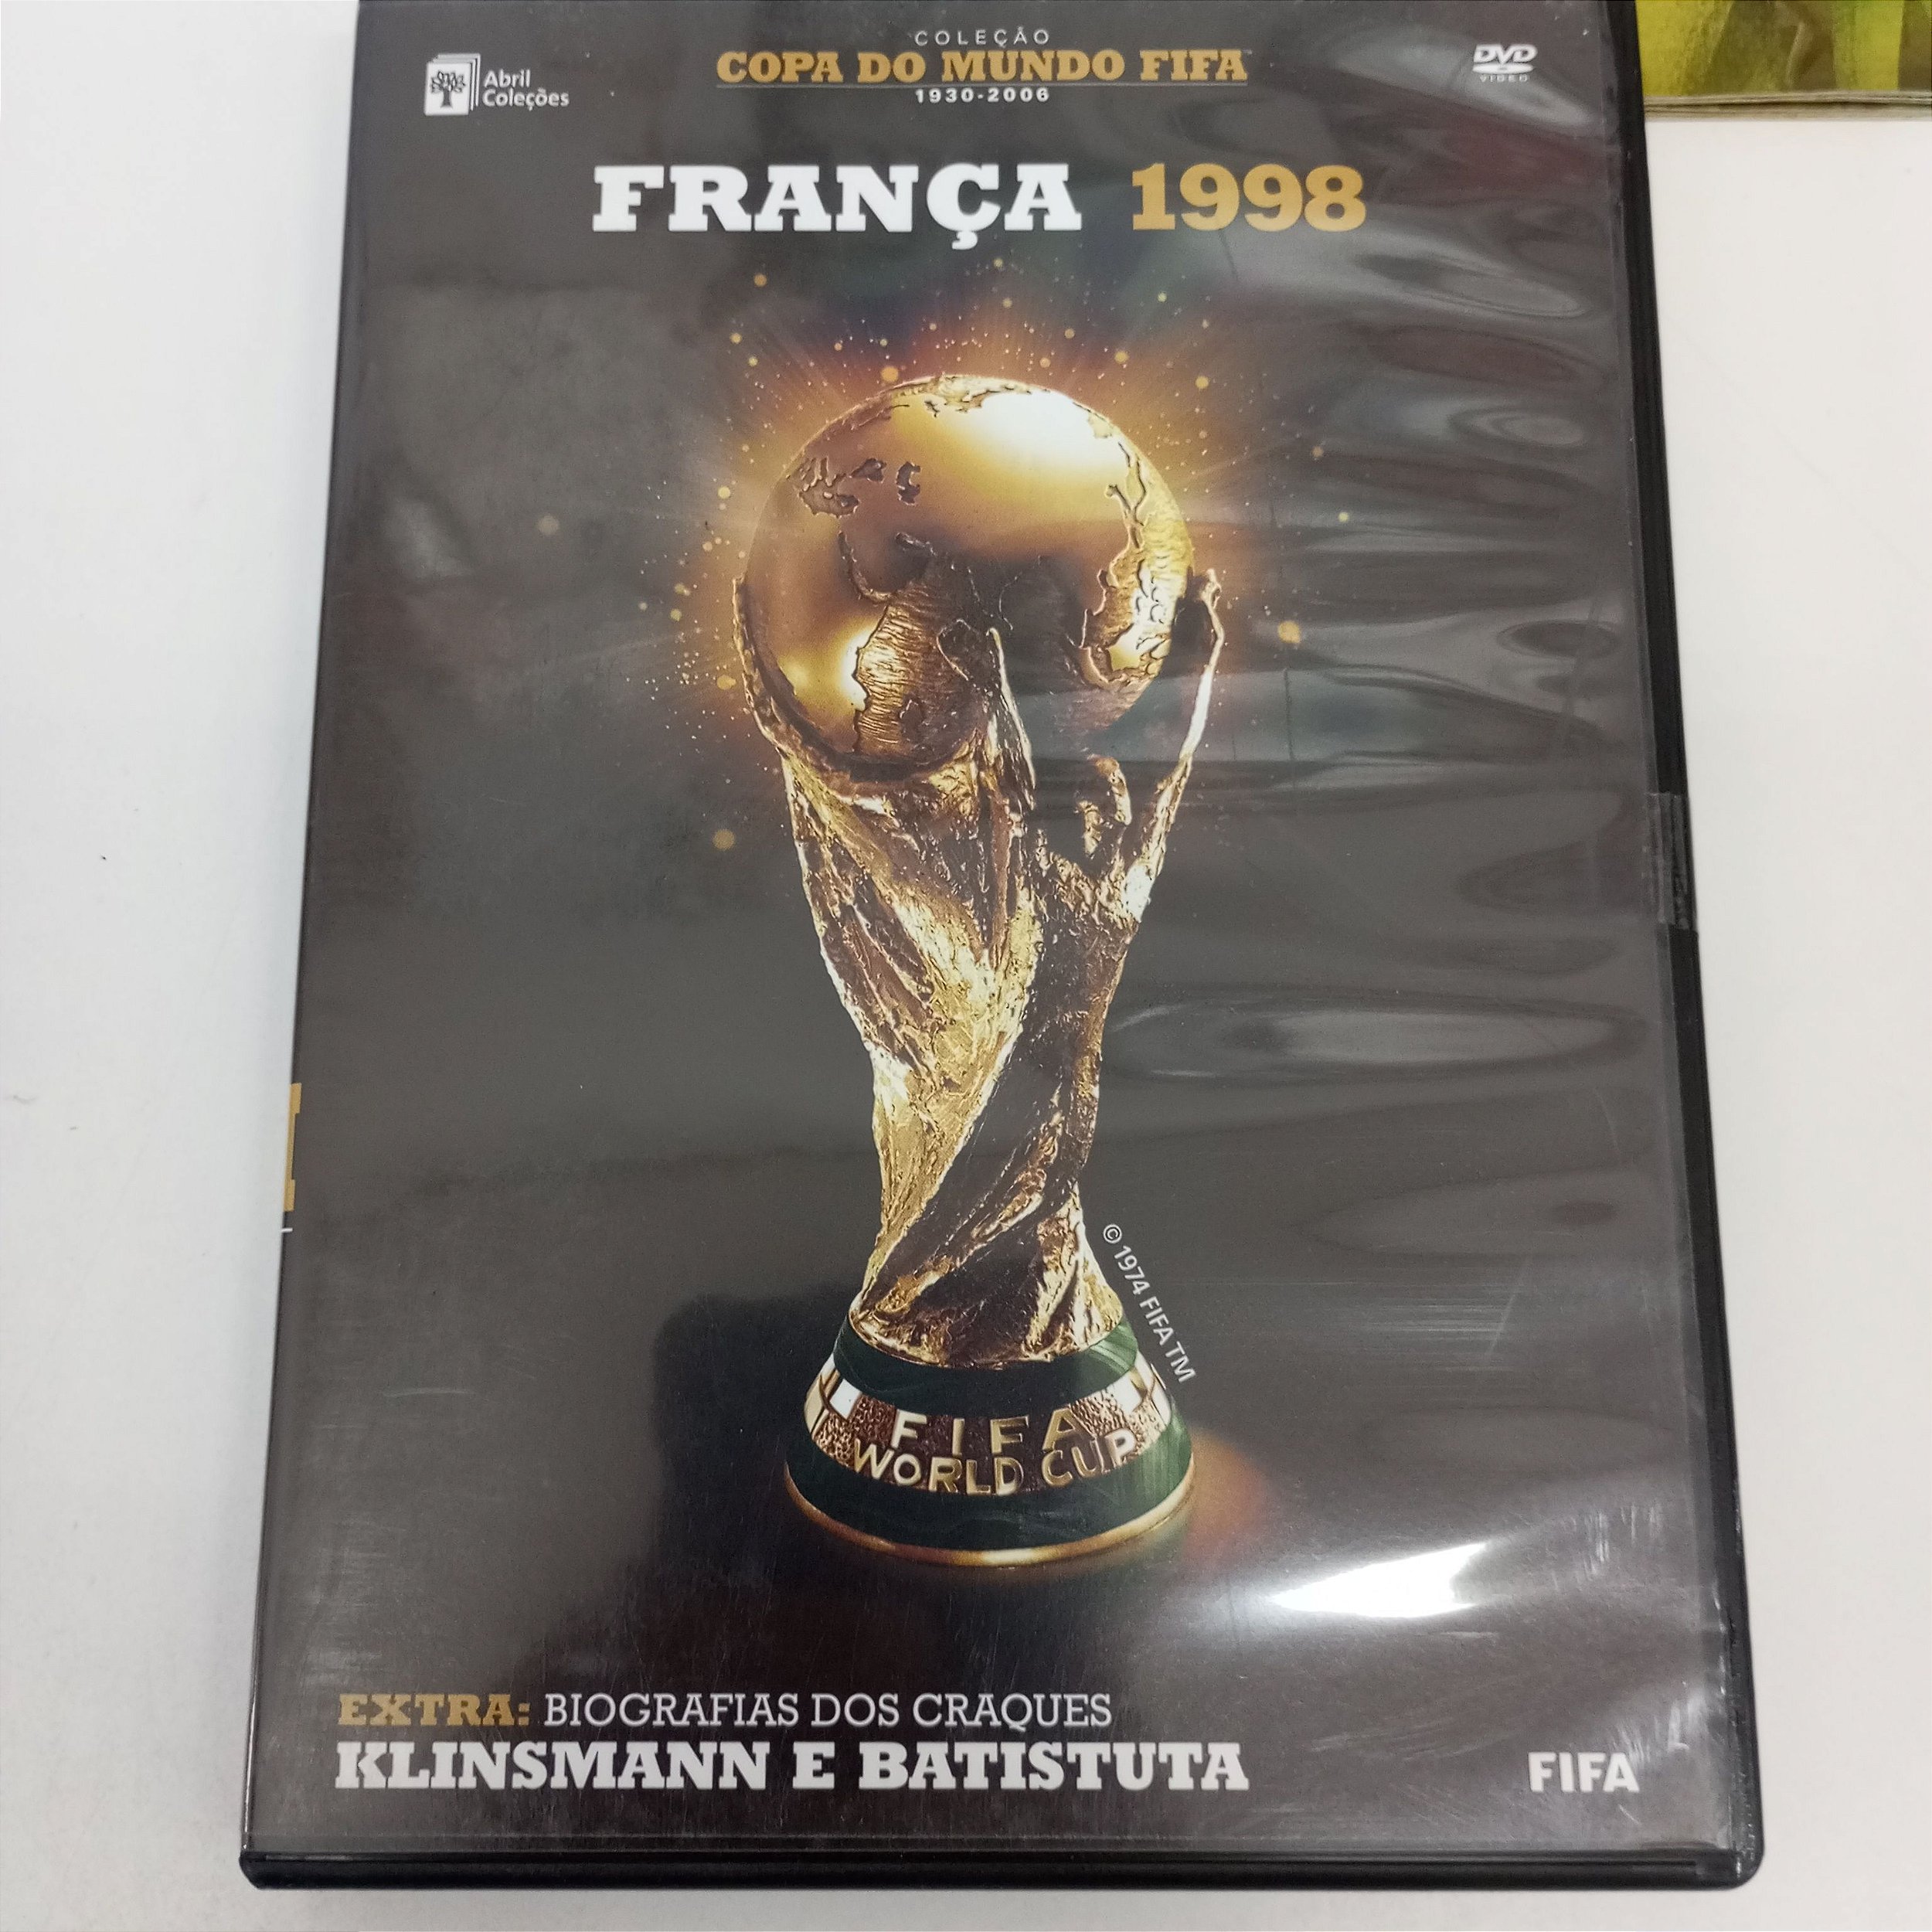 Abril
Coleções
COLEÇÃO
COPA DO MUNDO FIFA
1930-2006
DVD
VIDEO
FRANÇA 1998
© 1974 FIFA TM
FIFA
WORLD CUP
EXTRA: BIOGRAFIAS DOS CRAQUES
KLINSMANN E BATISTUTA
FIFA